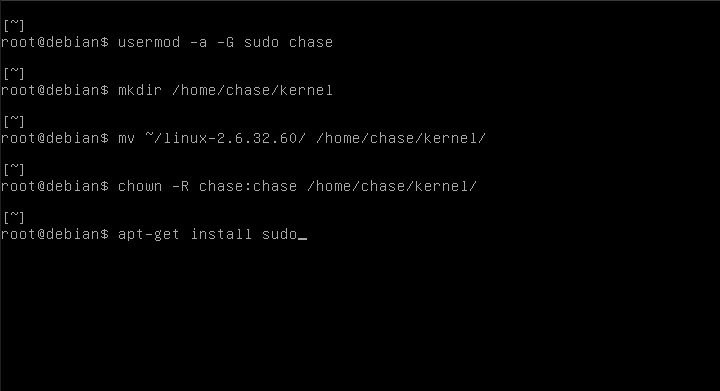 [~]
root@debian$ usermod -a -G sudo chase
[~]
root@debian$ mkdir /home/chase/kernel
[~]
root@debian$ mv ~/linux-2.6.32.60/ /home/chase/kernel/
[~]
root@debian$ chown -R chase:chase /home/chase/kernel/
[~]
root@debian$ apt-get install sudo_